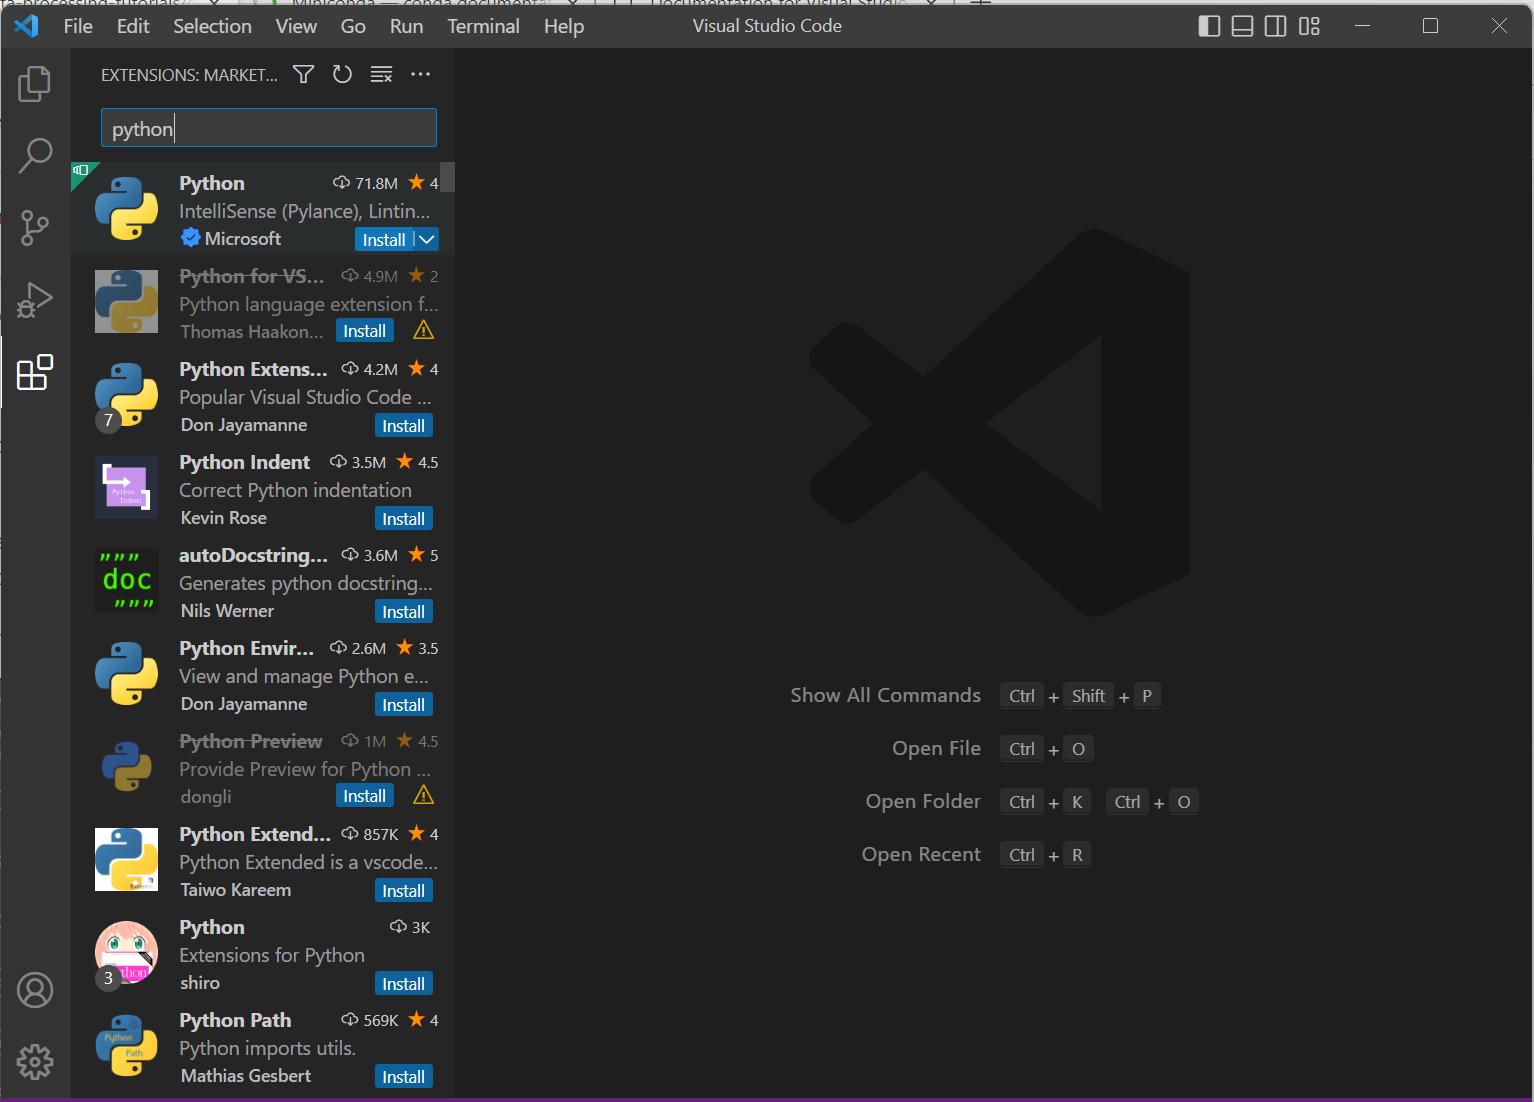 File Edit Selection View Go Run Terminal Help Visual Studio Code
EXTENSIONS: MARKET...
python
Python 71.8M 4
IntelliSense (Pylance), Lintin...
Microsoft Install
Python for VS... 4.9M 2
Python language extension f...
Thomas Haakon... Install
Python Extens... 4.2M 4
Popular Visual Studio Code ...
7
Don Jayamanne Install
Python Indent 3.5M 4.5
Correct Python indentation
Python
Indent
Kevin Rose Install
autoDocstring... 3.6M 5
"""
doc
"""
Generates python docstring...
Nils Werner Install
Python Envir... 2.6M 3.5
View and manage Python e...
Don Jayamanne Install
Python Preview 1M 4.5
Provide Preview for Python ...
dongli Install
Python Extend... 857K 4
Python Extended is a vscode...
Taiwo Kareem Install
Python 3K
Extensions for Python
3
shiro Install
Python Path 569K 4
Python
Path
Python imports utils.
Mathias Gesbert Install
Show All Commands Ctrl + Shift + P
Open File Ctrl + O
Open Folder Ctrl + K Ctrl + O
Open Recent Ctrl + R